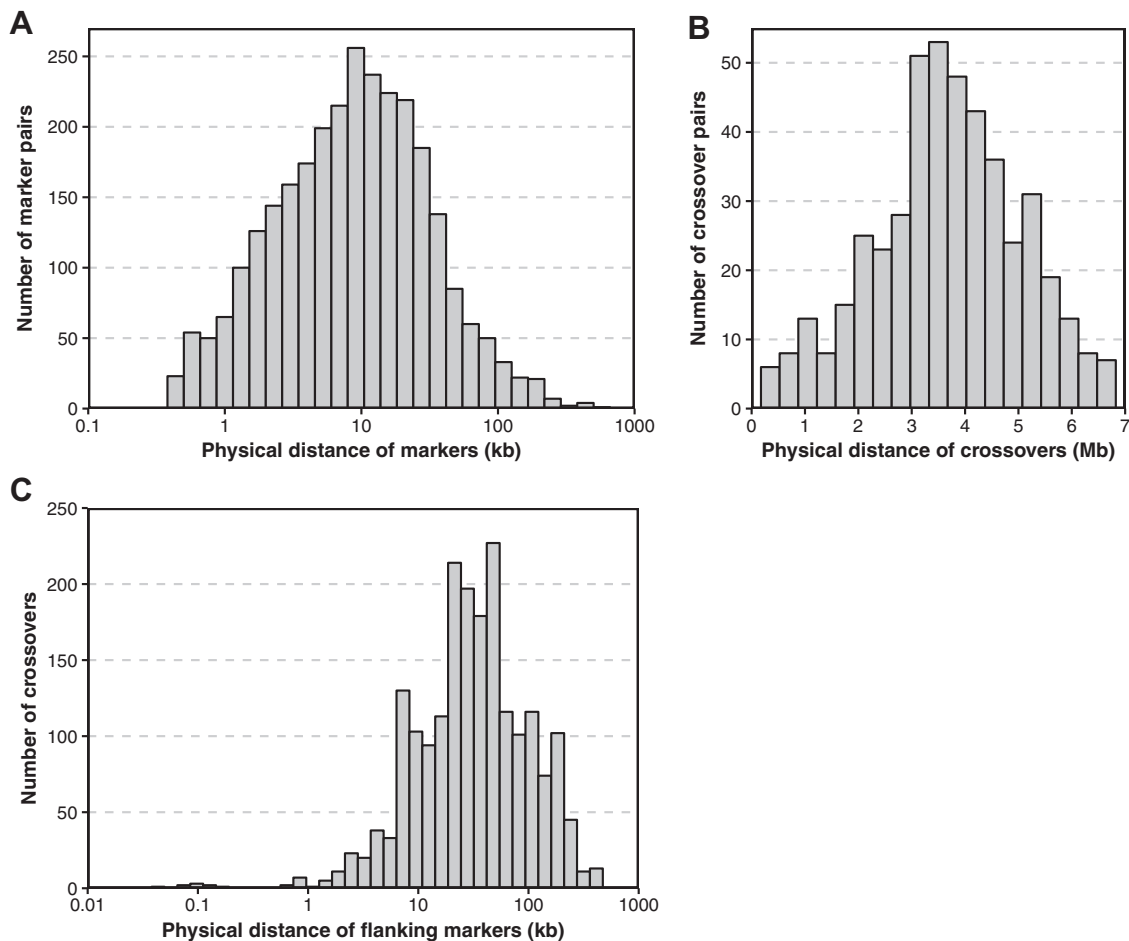 A
250
200
150
100
50
0
0.1 1 10 100 1000
Number of marker pairs
Physical distance of markers (kb)
B
50
40
30
20
10
0
0 1 2 3 4 5 6 7
Number of crossover pairs
Physical distance of crossovers (Mb)
C
250
200
150
100
50
0
0.01 0.1 1 10 100 1000
Number of crossovers
Physical distance of flanking markers (kb)